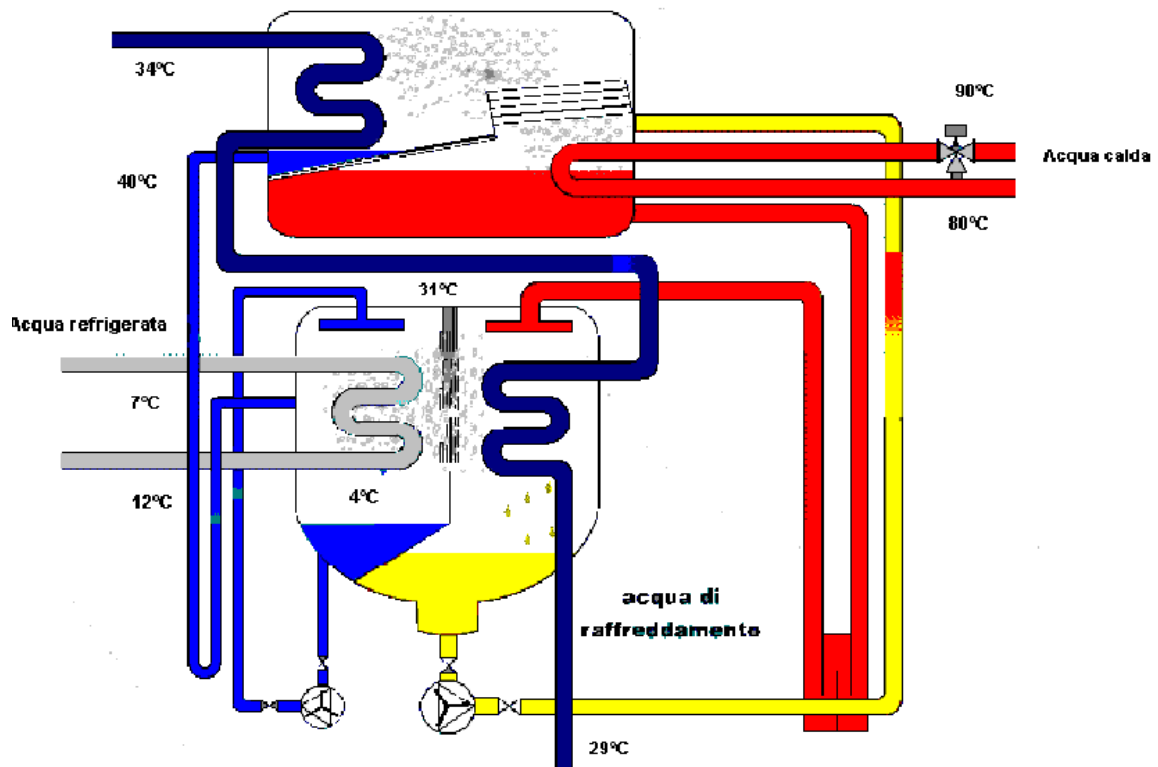 34°C
90°C
Acqua calda
40°C
80°C
31°C
Acqua refrigerata
7°C
12°C
4°C
acqua di
raffreddamento
29°C